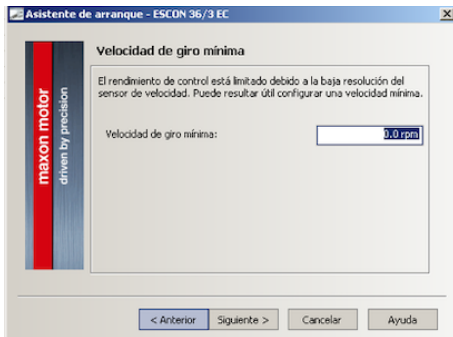 Asistente de arranque - ESCON 36/3 EC
Velocidad de giro mínima
El rendimiento de control está limitado debido a la baja resolución del
sensor de velocidad. Puede resultar útil configurar una velocidad mínima.
maxon motor
driven by precision
Velocidad de giro mínima:
0.0 rpm
< Anterior
Siguiente >
Cancelar
Ayuda